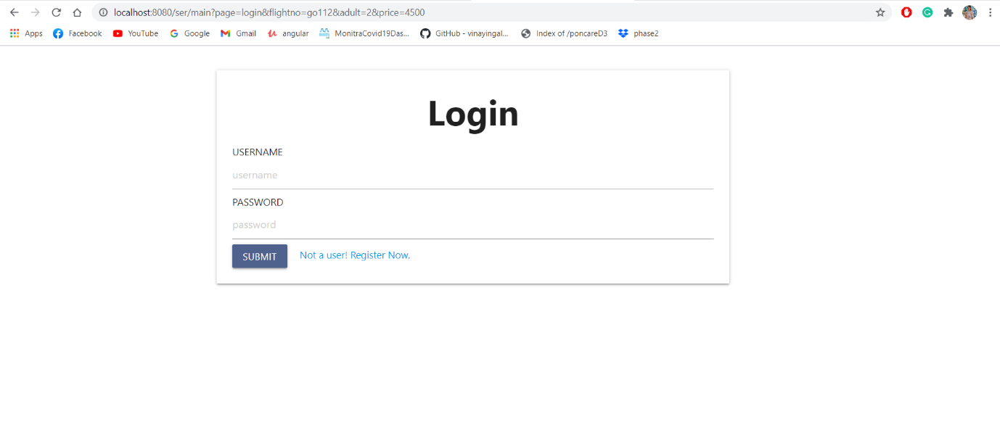 localhost:8080/ser/main?page=login&flightno=go112&adult=2&price=4500
Apps Facebook YouTube Google Gmail angular MonitraCovid19Das... GitHub - vinayingal... Index of /poncareD3 phase2
Login
USERNAME
username
PASSWORD
password
SUBMIT Not a user! Register Now.